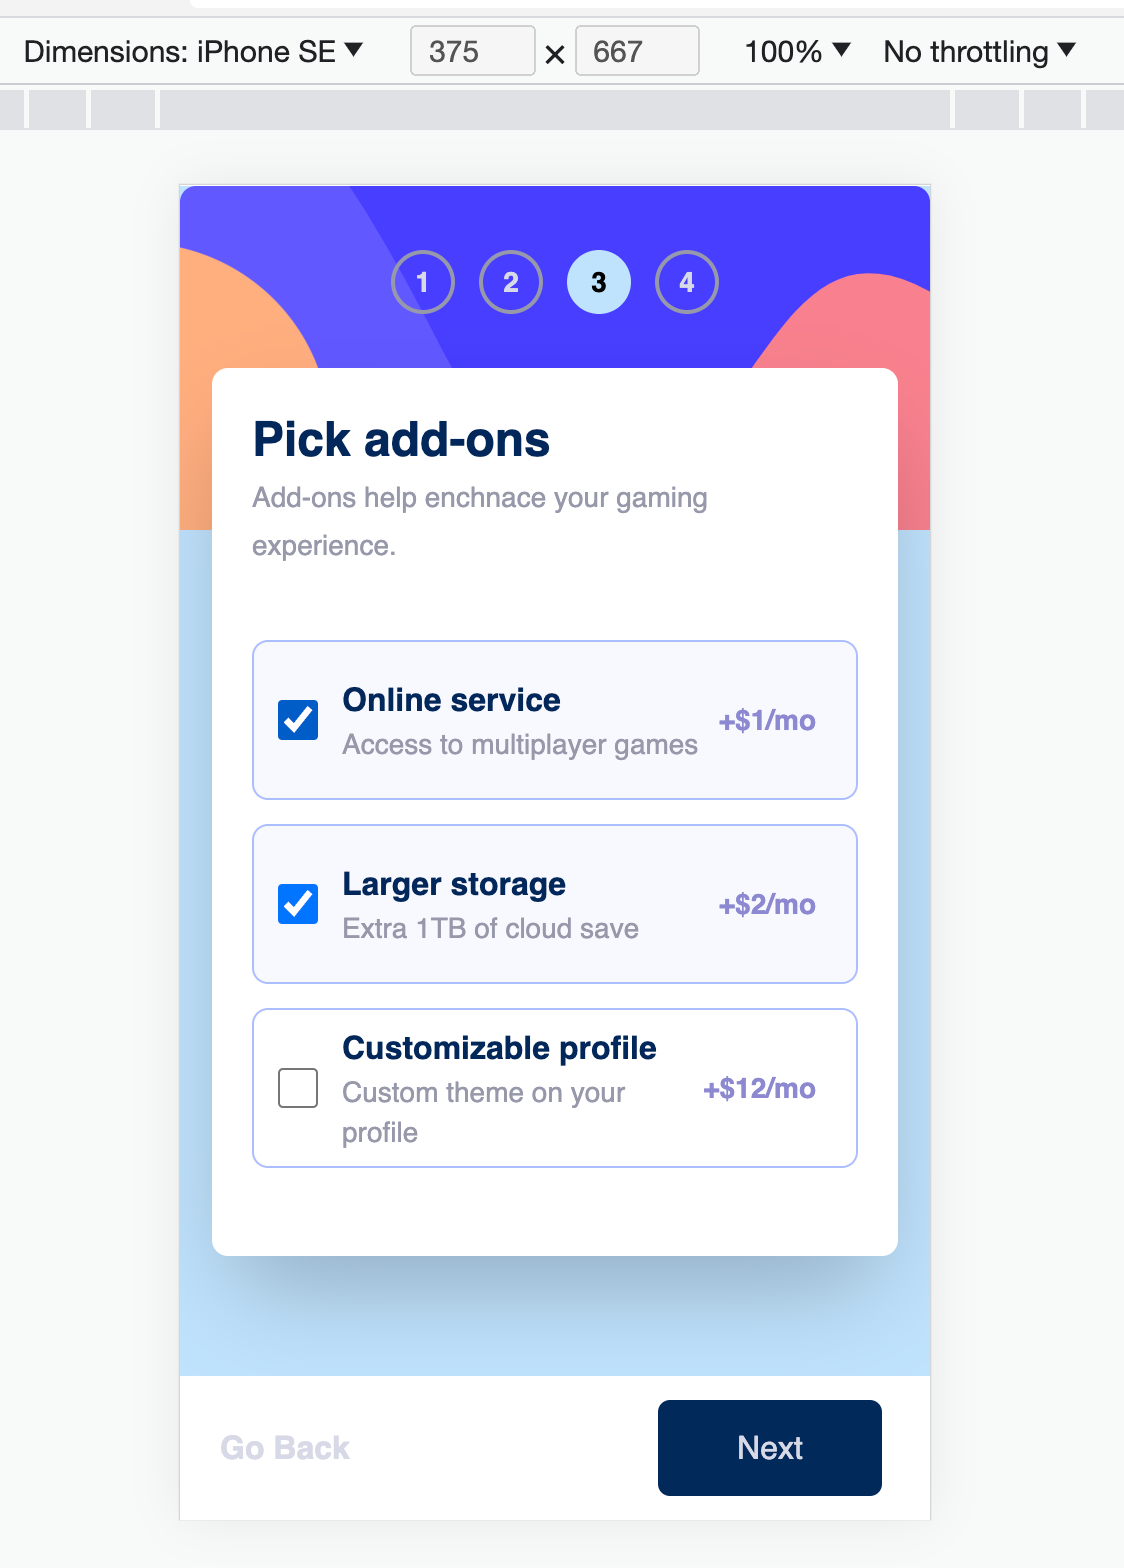 Dimensions: iPhone SE ▼ 375 × 667 100% ▼ No throttling ▼
1 2 3 4
Pick add-ons
Add-ons help enchnace your gaming
experience.
Online service
Access to multiplayer games
+$1/mo
Larger storage
Extra 1TB of cloud save
+$2/mo
Customizable profile
Custom theme on your
profile
+$12/mo
Go Back
Next